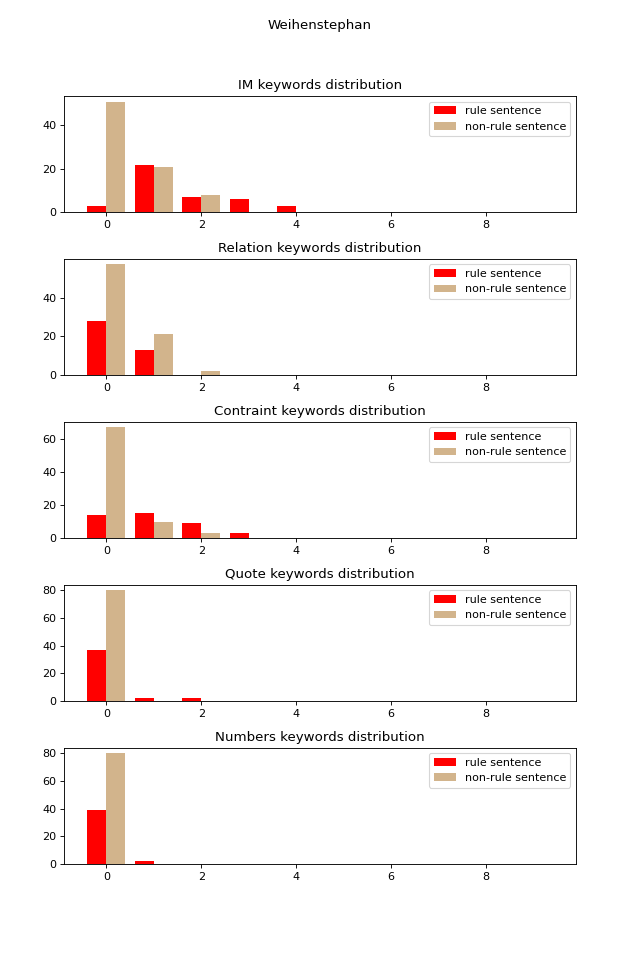 Weihenstephan
IM keywords distribution
rule sentence
non-rule sentence
40
20
0
0 2 4 6 8
Relation keywords distribution
rule sentence
non-rule sentence
40
20
0
0 2 4 6 8
Contraint keywords distribution
rule sentence
non-rule sentence
60
40
20
0
0 2 4 6 8
Quote keywords distribution
rule sentence
non-rule sentence
80
60
40
20
0
0 2 4 6 8
Numbers keywords distribution
rule sentence
non-rule sentence
80
60
40
20
0
0 2 4 6 8